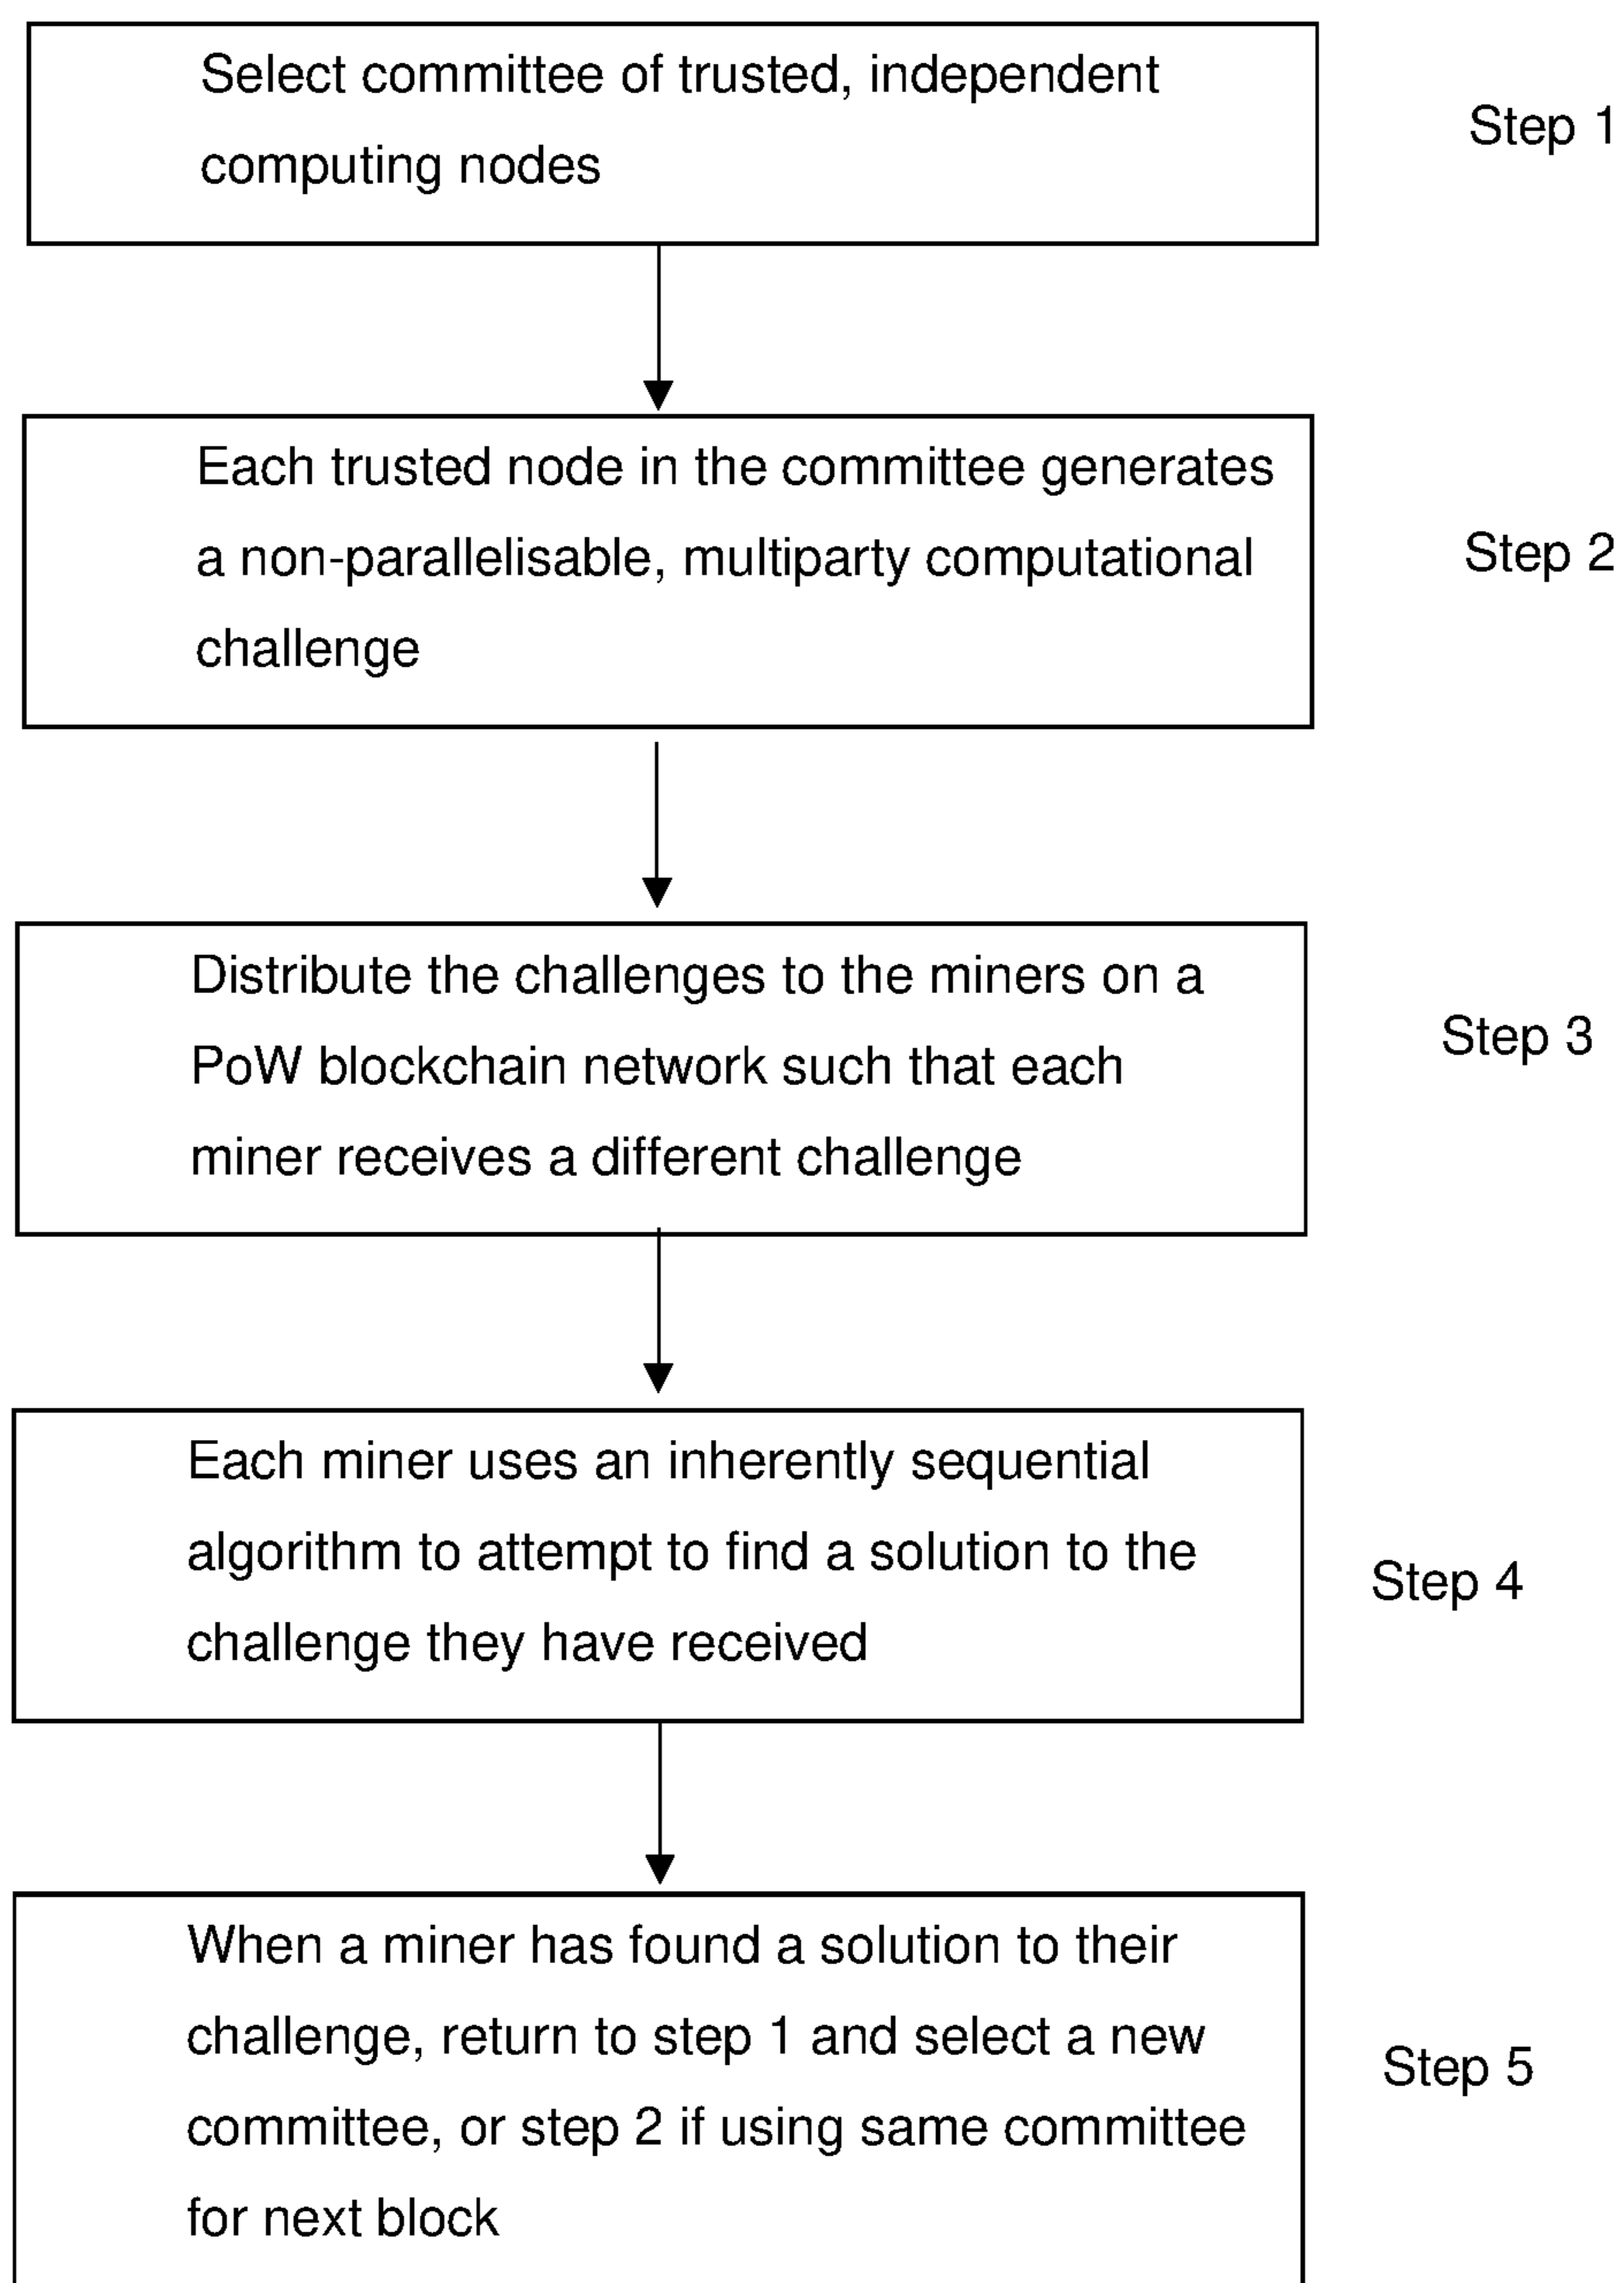 Select committee of trusted, independent
computing nodes
Step 1
Each trusted node in the committee generates
a non-parallelisable, multiparty computational
challenge
Step 2
Distribute the challenges to the miners on a
PoW blockchain network such that each
miner receives a different challenge
Step 3
Each miner uses an inherently sequential
algorithm to attempt to find a solution to the
challenge they have received
Step 4
When a miner has found a solution to their
challenge, return to step 1 and select a new
committee, or step 2 if using same committee
for next block
Step 5